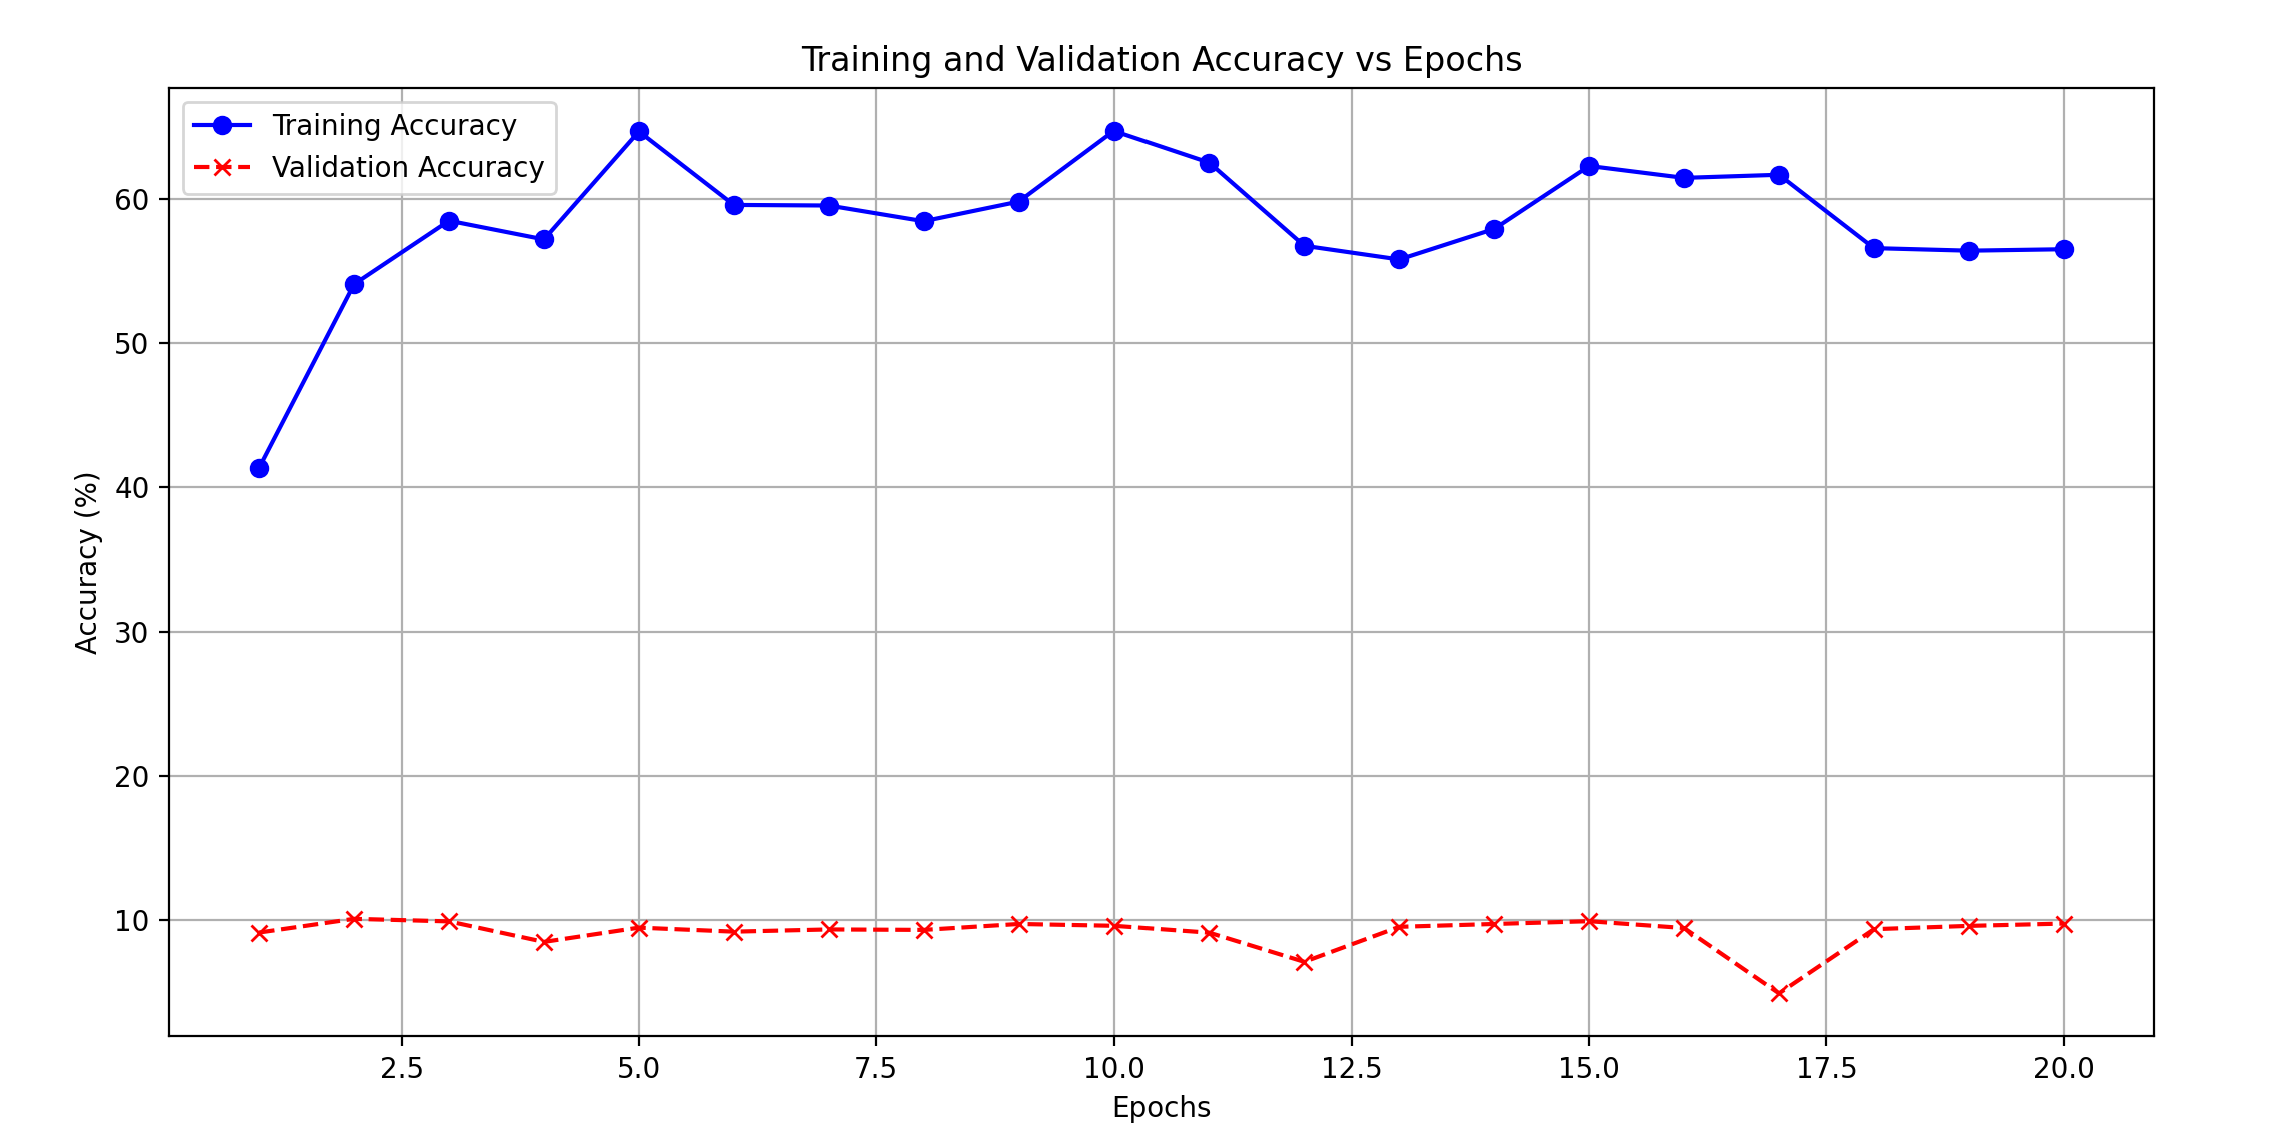 Training and Validation Accuracy vs Epochs
Training Accuracy
Validation Accuracy
Accuracy (%)
60
50
40
30
20
10
2.5 5.0 7.5 10.0 12.5 15.0 17.5 20.0
Epochs